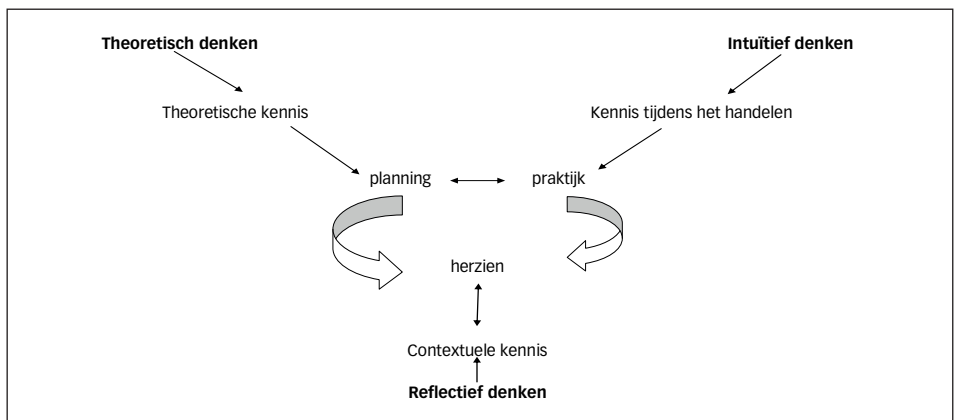 Theoretisch denken
Intuïtief denken
Theoretische kennis
Kennis tijdens het handelen
planning
praktijk
herzien
Contextuele kennis
Reflectief denken